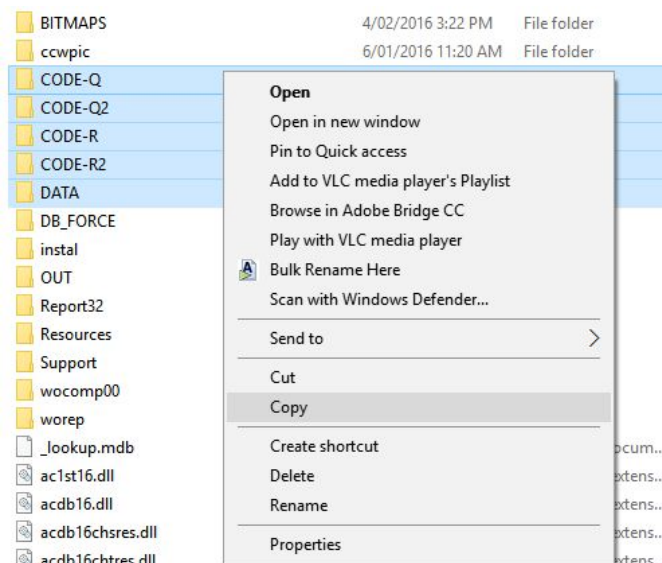 BITMAPS 4/02/2016 3:22 PM File folder
ccwpic 6/01/2016 11:20 AM File folder
CODE-Q
CODE-Q2
CODE-R
CODE-R2
DATA
DB_FORCE
instal
OUT
Report32
Resources
Support
wocomp00
worep
_lookup.mdb
ac1st16.dll
acdb16.dll
acdb16chsres.dll
acdb16chtres.dll
Open
Open in new window
Pin to Quick access
Add to VLC media player's Playlist
Browse in Adobe Bridge CC
Play with VLC media player
Bulk Rename Here
Scan with Windows Defender...
Send to
Cut
Copy
Create shortcut
Delete
Rename
Properties